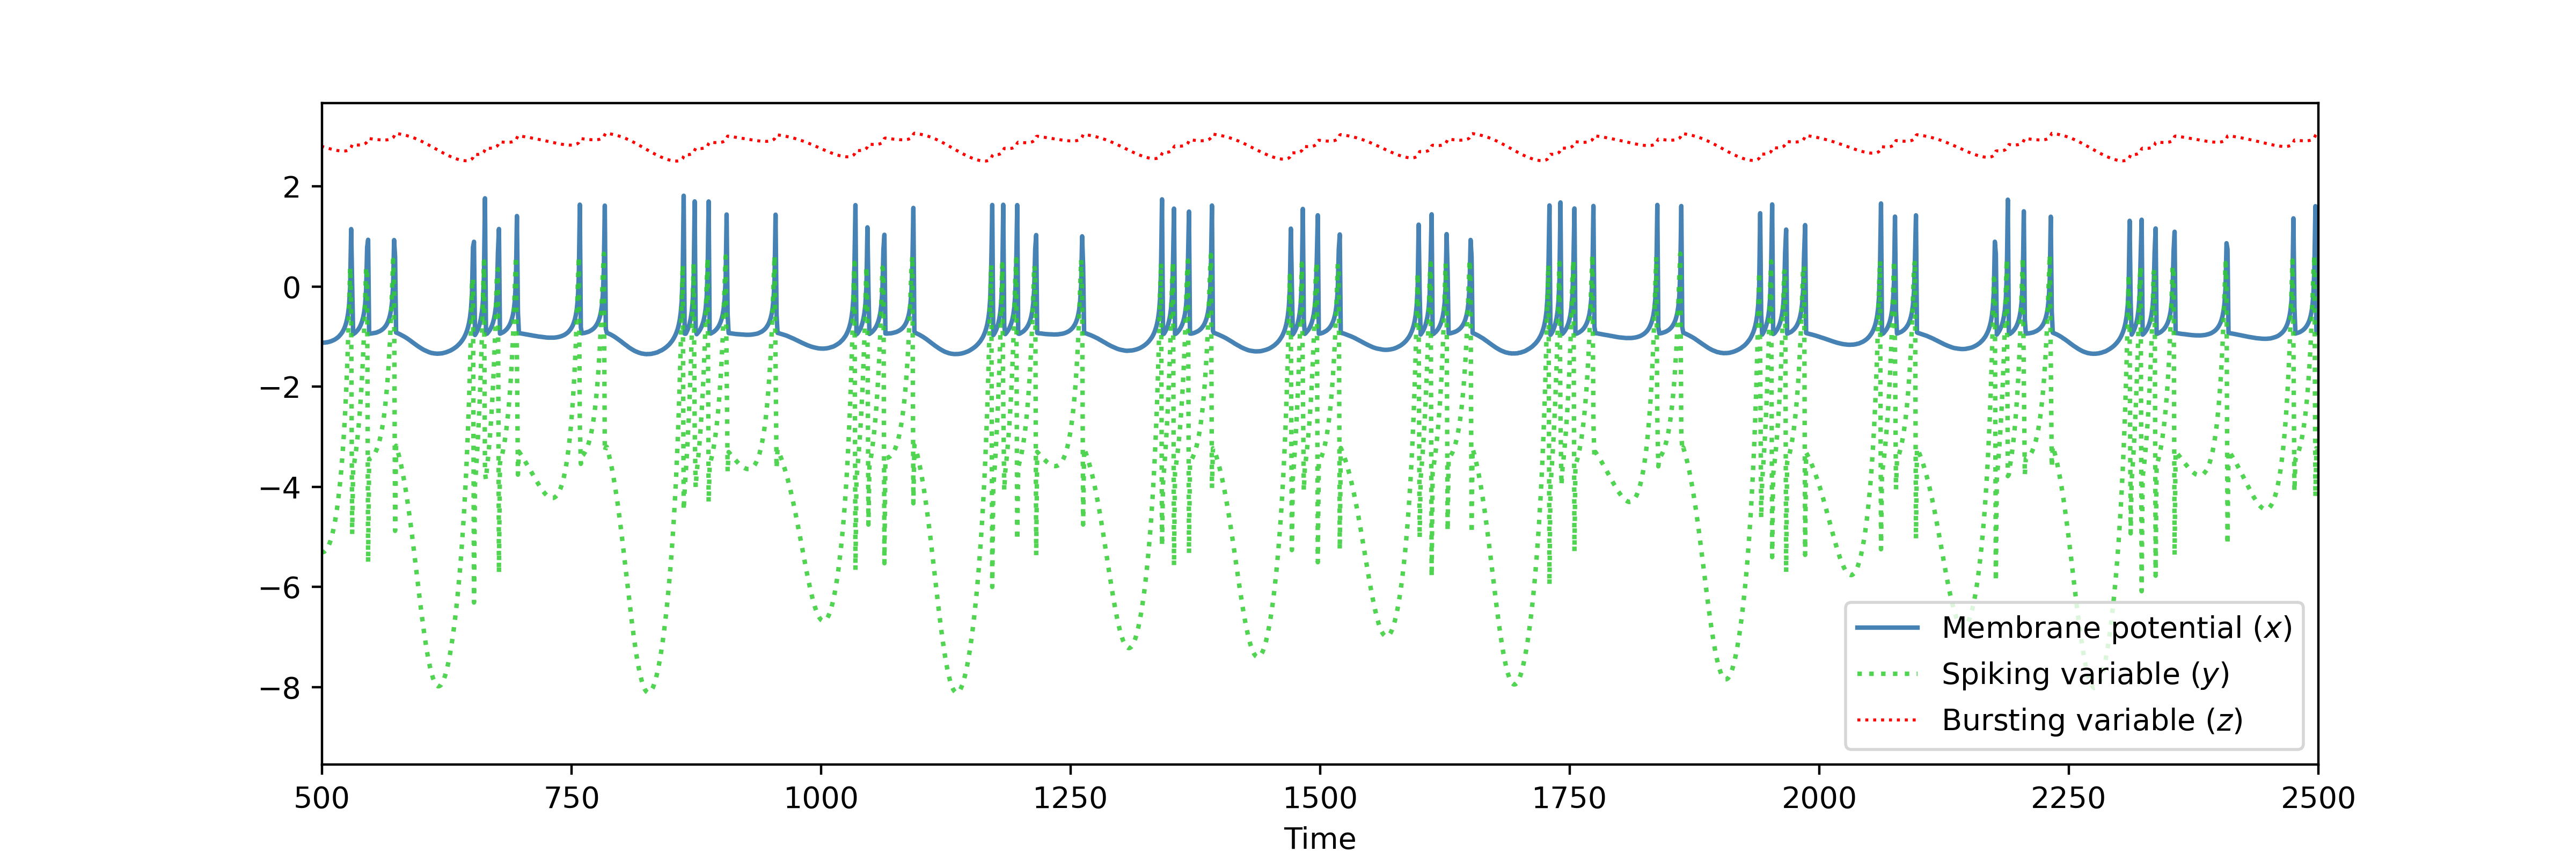 2
0
−2
−4
−6
−8
500 750 1000 1250 1500 1750 2000 2250 2500
Time
Membrane potential (x)
Spiking variable (y)
Bursting variable (z)